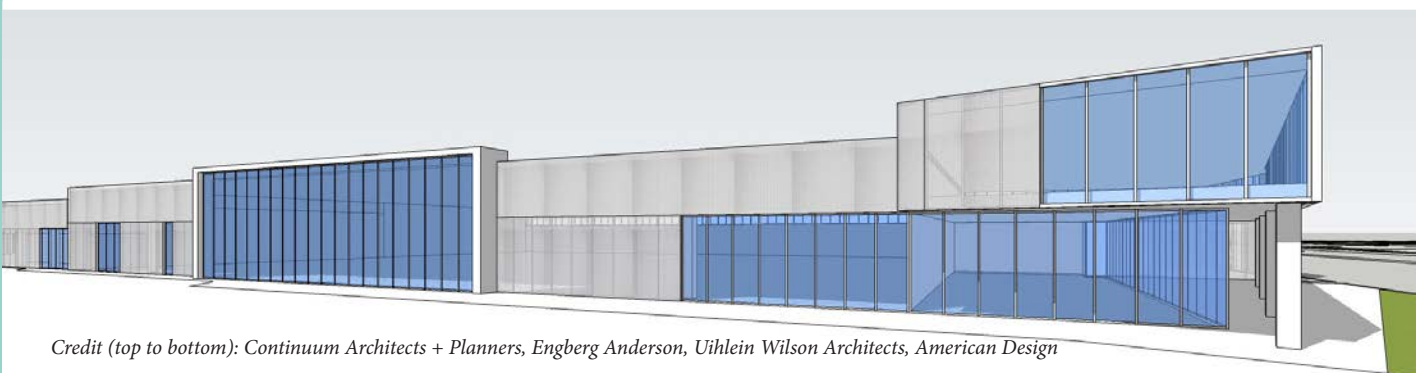 Credit (top to bottom): Continuum Architects + Planners, Engberg Anderson, Uihlein Wilson Architects, American Design